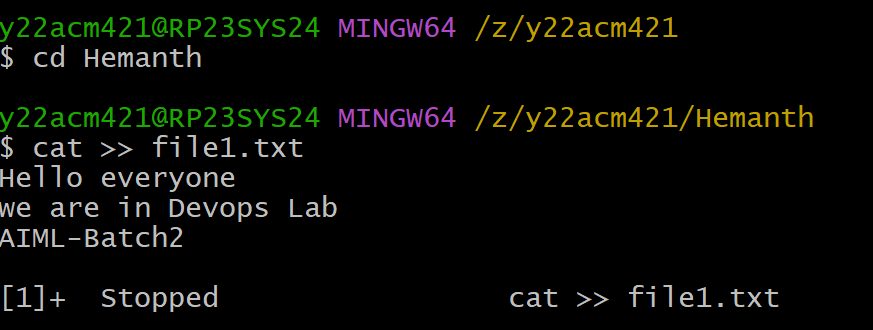 y22acm421@RP23SYS24 MINGW64 /z/y22acm421
$ cd Hemanth
y22acm421@RP23SYS24 MINGW64 /z/y22acm421/Hemanth
$ cat >> file1.txt
Hello everyone
we are in Devops Lab
AIML-Batch2
[1]+  Stopped                 cat >> file1.txt